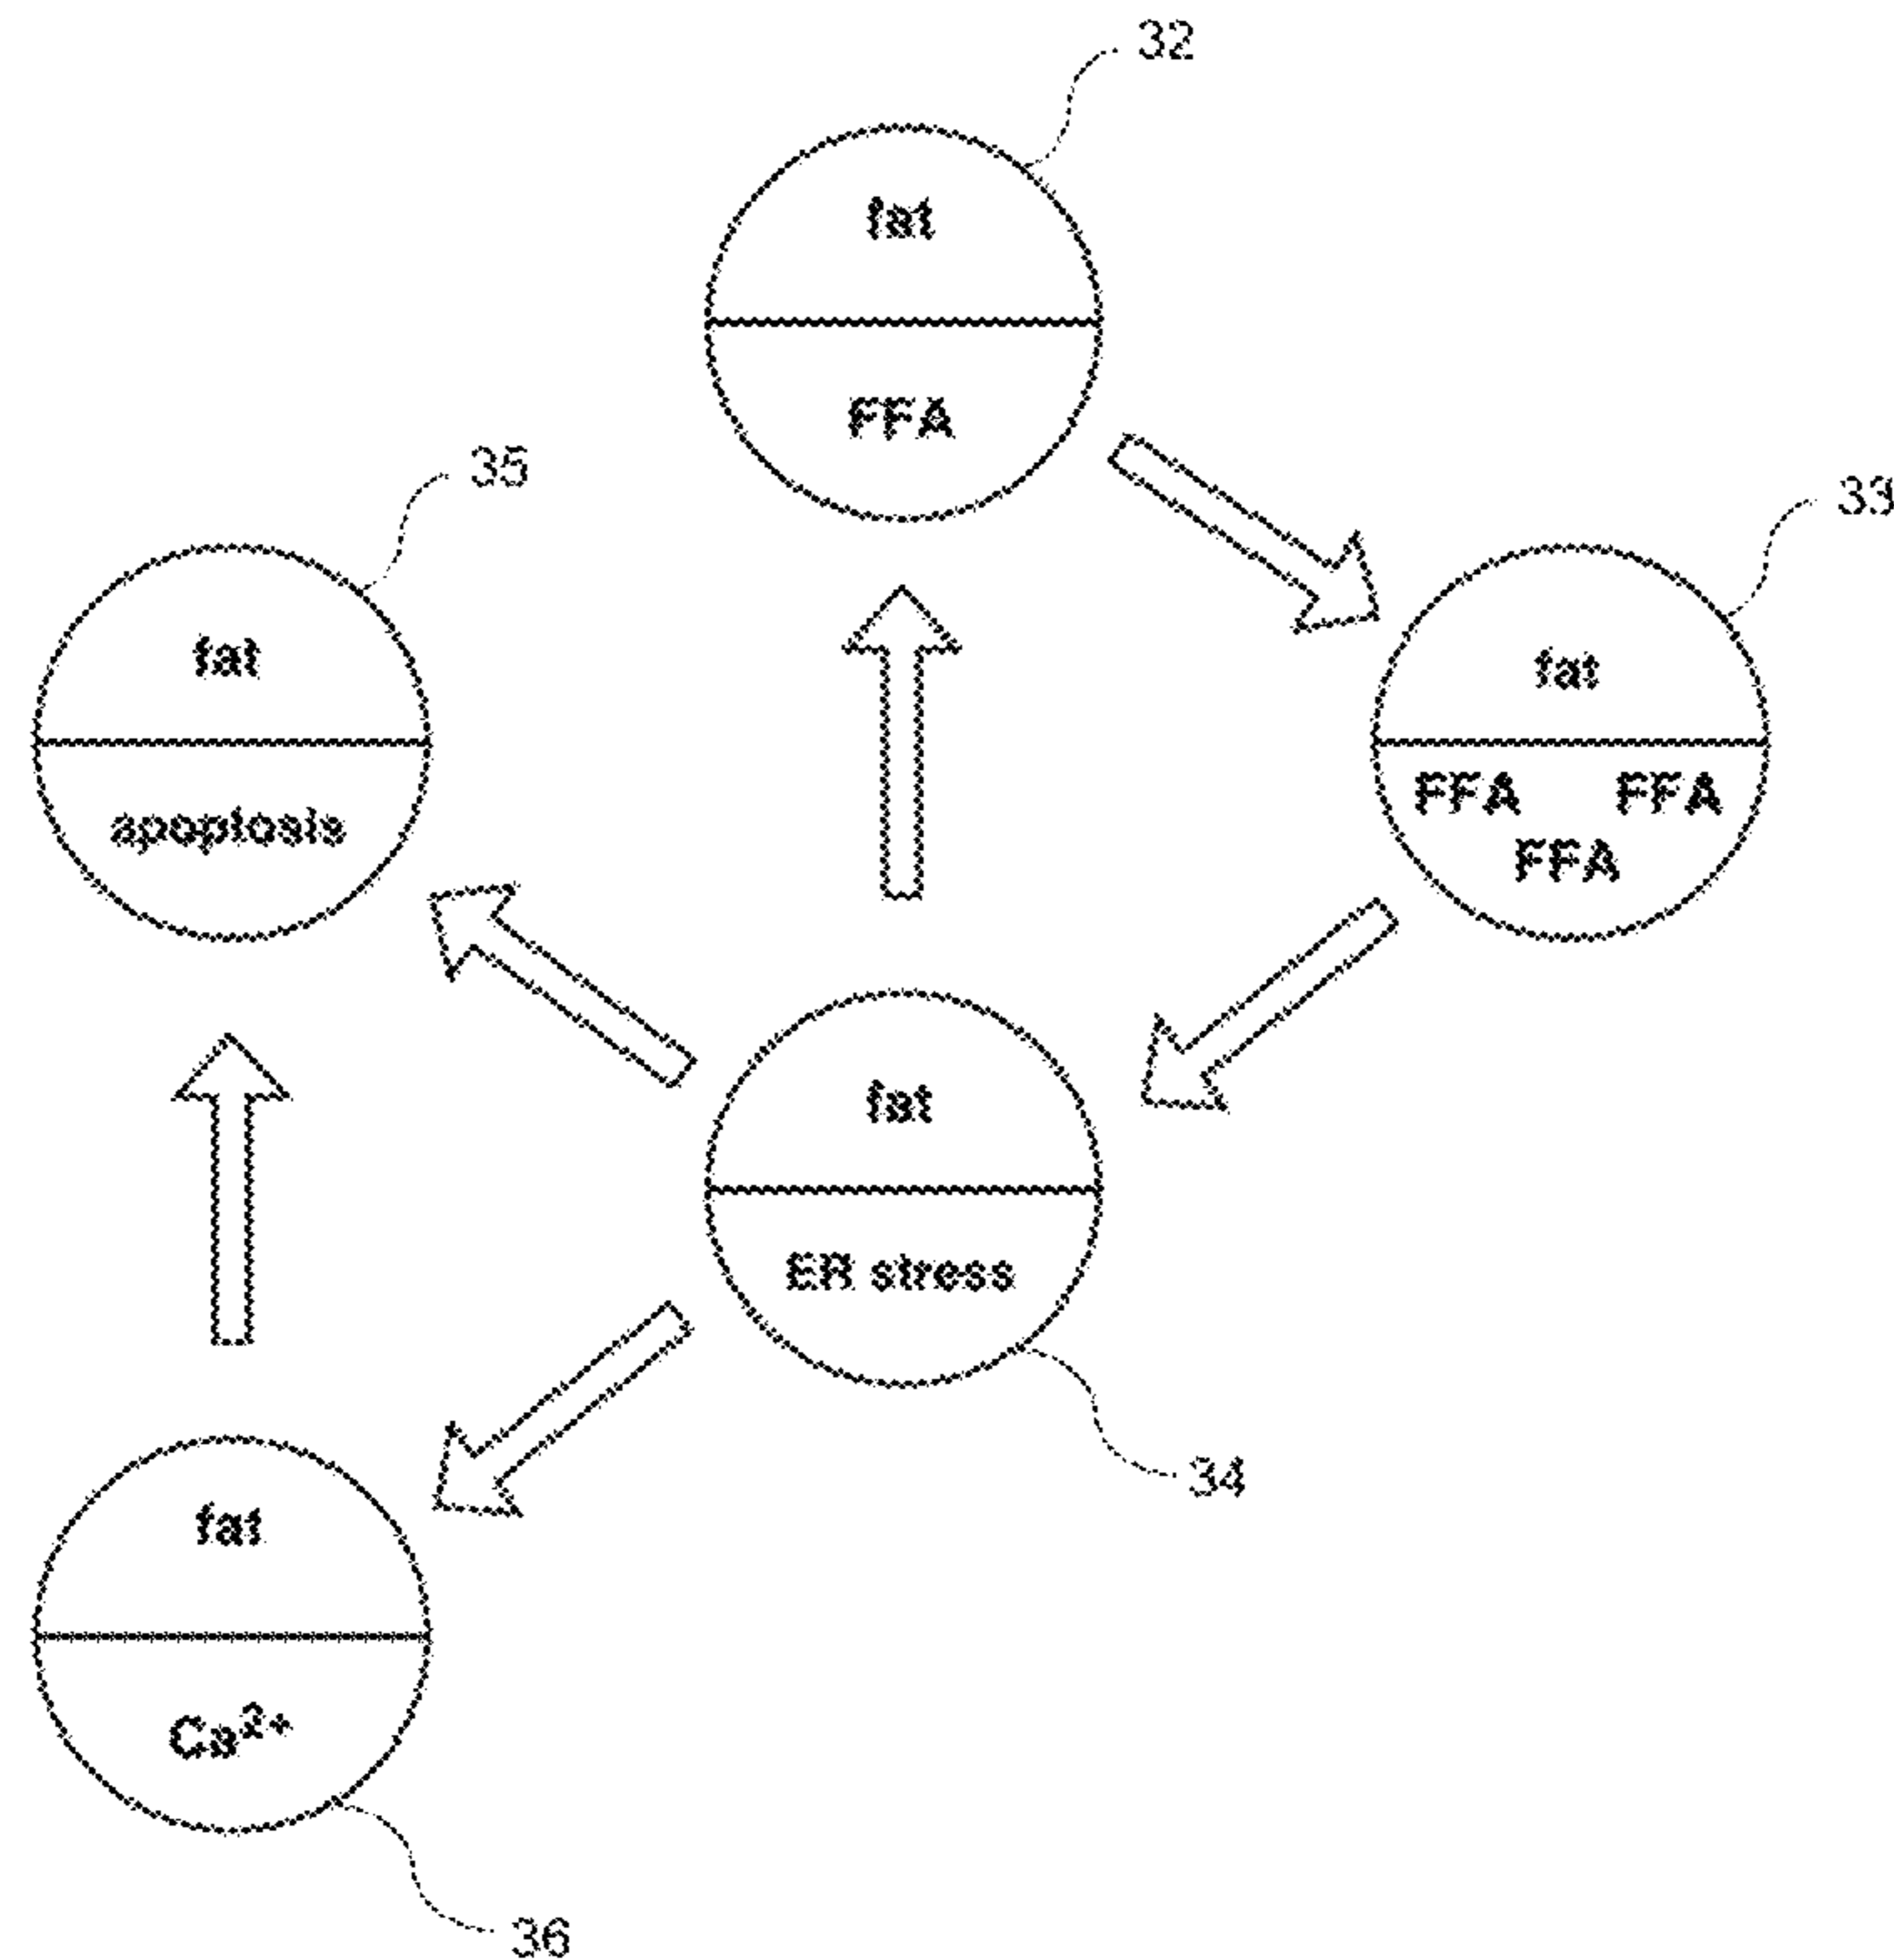 32
fat
FFA
35
33
fat
apoptosis
fat
FFA FFA
FFA
fat
ER stress
34
fat
Ca²⁺
36